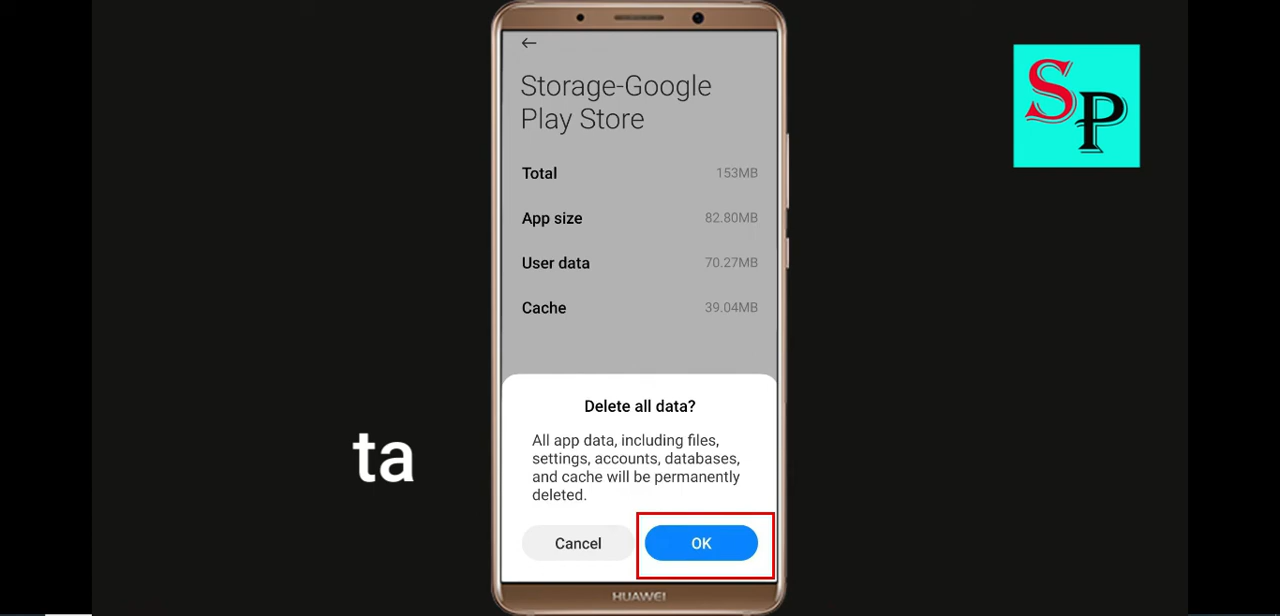 SP
Storage-Google
Play Store
Total 153MB
App size 82.80MB
User data 70.27MB
Cache 39.04MB
Delete all data?
All app data, including files,
settings, accounts, databases,
and cache will be permanently
deleted.
ta
Cancel OK
HUAWEI